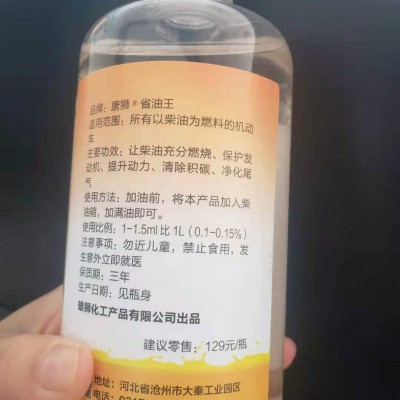 品牌：唐狮®省油王
适用范围：所有以柴油为燃料的机动
车
主要功效：让柴油充分燃烧、保护发
动机、提升动力、清除积碳、净化尾
气
使用方法：加油前，将本产品加入柴
油箱，加满油即可。
使用比例：1-1.5ml 比 1L（0.1-0.15%）
注意事项：勿近儿童，禁止食用，发
生意外立即就医
保质期：三年
生产日期：见瓶身
雄狮化工产品有限公司出品
建议零售：129元/瓶
地址：河北省沧州市大秦工业园区